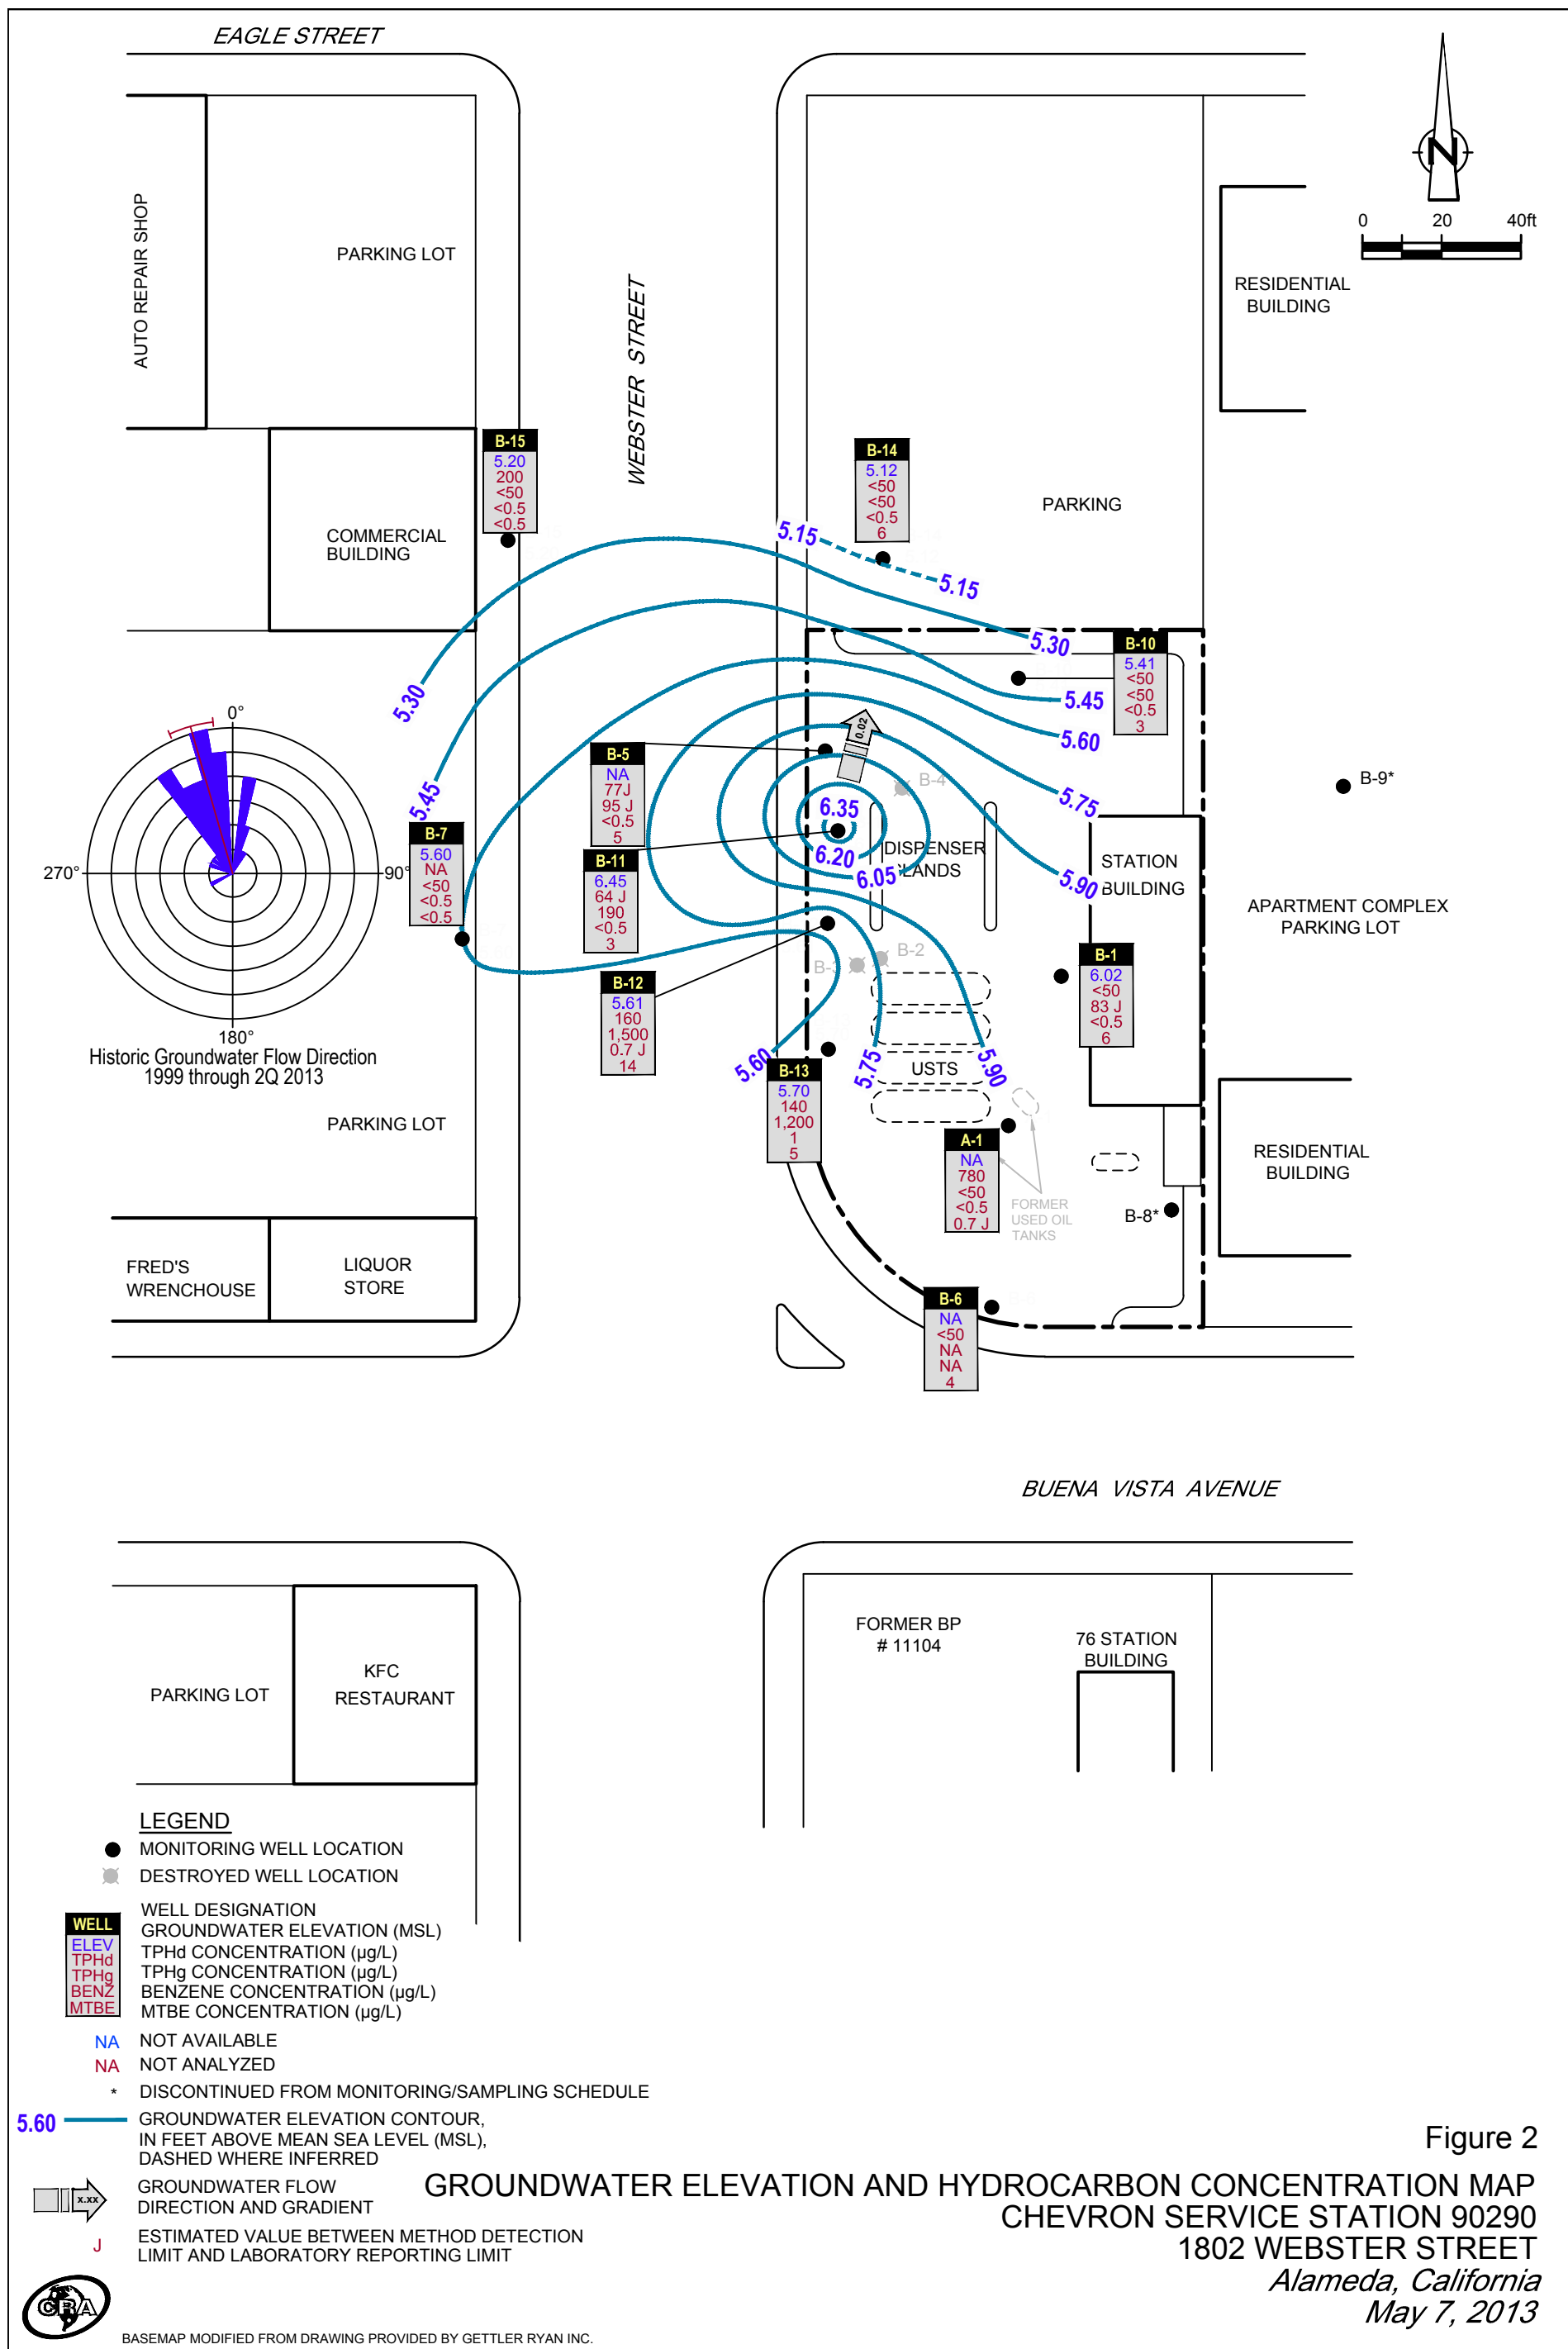 EAGLE STREET
AUTO REPAIR SHOP
PARKING LOT
WEBSTER STREET
N
0 20 40ft
RESIDENTIAL
BUILDING
B-15
5.20
200
<50
<0.5
<0.5
B-14
5.12
<50
<50
<0.5
6
PARKING
COMMERCIAL
BUILDING
5.15
5.15
5.30
5.30
B-10
5.41
<50
<50
<0.5
3
5.45
5.45
5.60
5.75
5.90
0°
90°
180°
270°
Historic Groundwater Flow Direction
1999 through 2Q 2013
B-5
NA
77J
95 J
<0.5
5
0.02
B-4
B-9*
6.35
6.20
6.05
DISPENSER
B-7
5.60
NA
<50
<0.5
<0.5
B-11
6.45
64 J
190
<0.5
3
STATION
BUILDING
APARTMENT COMPLEX
PARKING LOT
B-1
6.02
<50
83 J
<0.5
6
B-2
B-3
B-12
5.61
160
1,500
0.7 J
14
5.60
5.75
5.90
USTS
B-13
5.70
140
1,200
1
5
PARKING LOT
A-1
NA
780
<50
<0.5
0.7 J
FORMER
USED OIL
TANKS
B-8*
RESIDENTIAL
BUILDING
FRED'S
WRENCHOUSE
LIQUOR
STORE
B-6
NA
<50
NA
NA
4
BUENA VISTA AVENUE
FORMER BP
# 11104
76 STATION
BUILDING
PARKING LOT
KFC
RESTAURANT
LEGEND
MONITORING WELL LOCATION
DESTROYED WELL LOCATION
WELL
ELEV
TPHd
TPHg
BENZ
MTBE
WELL DESIGNATION
GROUNDWATER ELEVATION (MSL)
TPHd CONCENTRATION (µg/L)
TPHg CONCENTRATION (µg/L)
BENZENE CONCENTRATION (µg/L)
MTBE CONCENTRATION (µg/L)
NA NOT AVAILABLE
NA NOT ANALYZED
* DISCONTINUED FROM MONITORING/SAMPLING SCHEDULE
5.60 GROUNDWATER ELEVATION CONTOUR,
IN FEET ABOVE MEAN SEA LEVEL (MSL),
DASHED WHERE INFERRED
x.xx GROUNDWATER FLOW
DIRECTION AND GRADIENT
J ESTIMATED VALUE BETWEEN METHOD DETECTION
LIMIT AND LABORATORY REPORTING LIMIT
CRA
BASEMAP MODIFIED FROM DRAWING PROVIDED BY GETTLER RYAN INC.
Figure 2
GROUNDWATER ELEVATION AND HYDROCARBON CONCENTRATION MAP
CHEVRON SERVICE STATION 90290
1802 WEBSTER STREET
Alameda, California
May 7, 2013